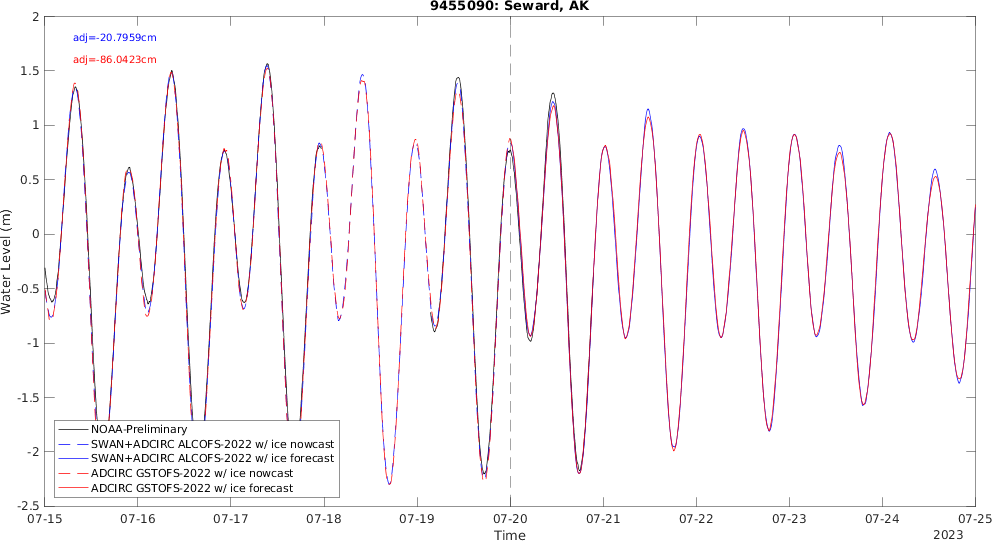 9455090: Seward, AK
adj=-20.7959cm
adj=-86.0423cm
2
1.5
1
0.5
0
-0.5
-1
-1.5
-2
-2.5
Water Level (m)
NOAA-Preliminary
SWAN+ADCIRC ALCOFS-2022 w/ ice nowcast
SWAN+ADCIRC ALCOFS-2022 w/ ice forecast
ADCIRC GSTOFS-2022 w/ ice nowcast
ADCIRC GSTOFS-2022 w/ ice forecast
07-15 07-16 07-17 07-18 07-19 07-20 07-21 07-22 07-23 07-24 07-25
Time
2023